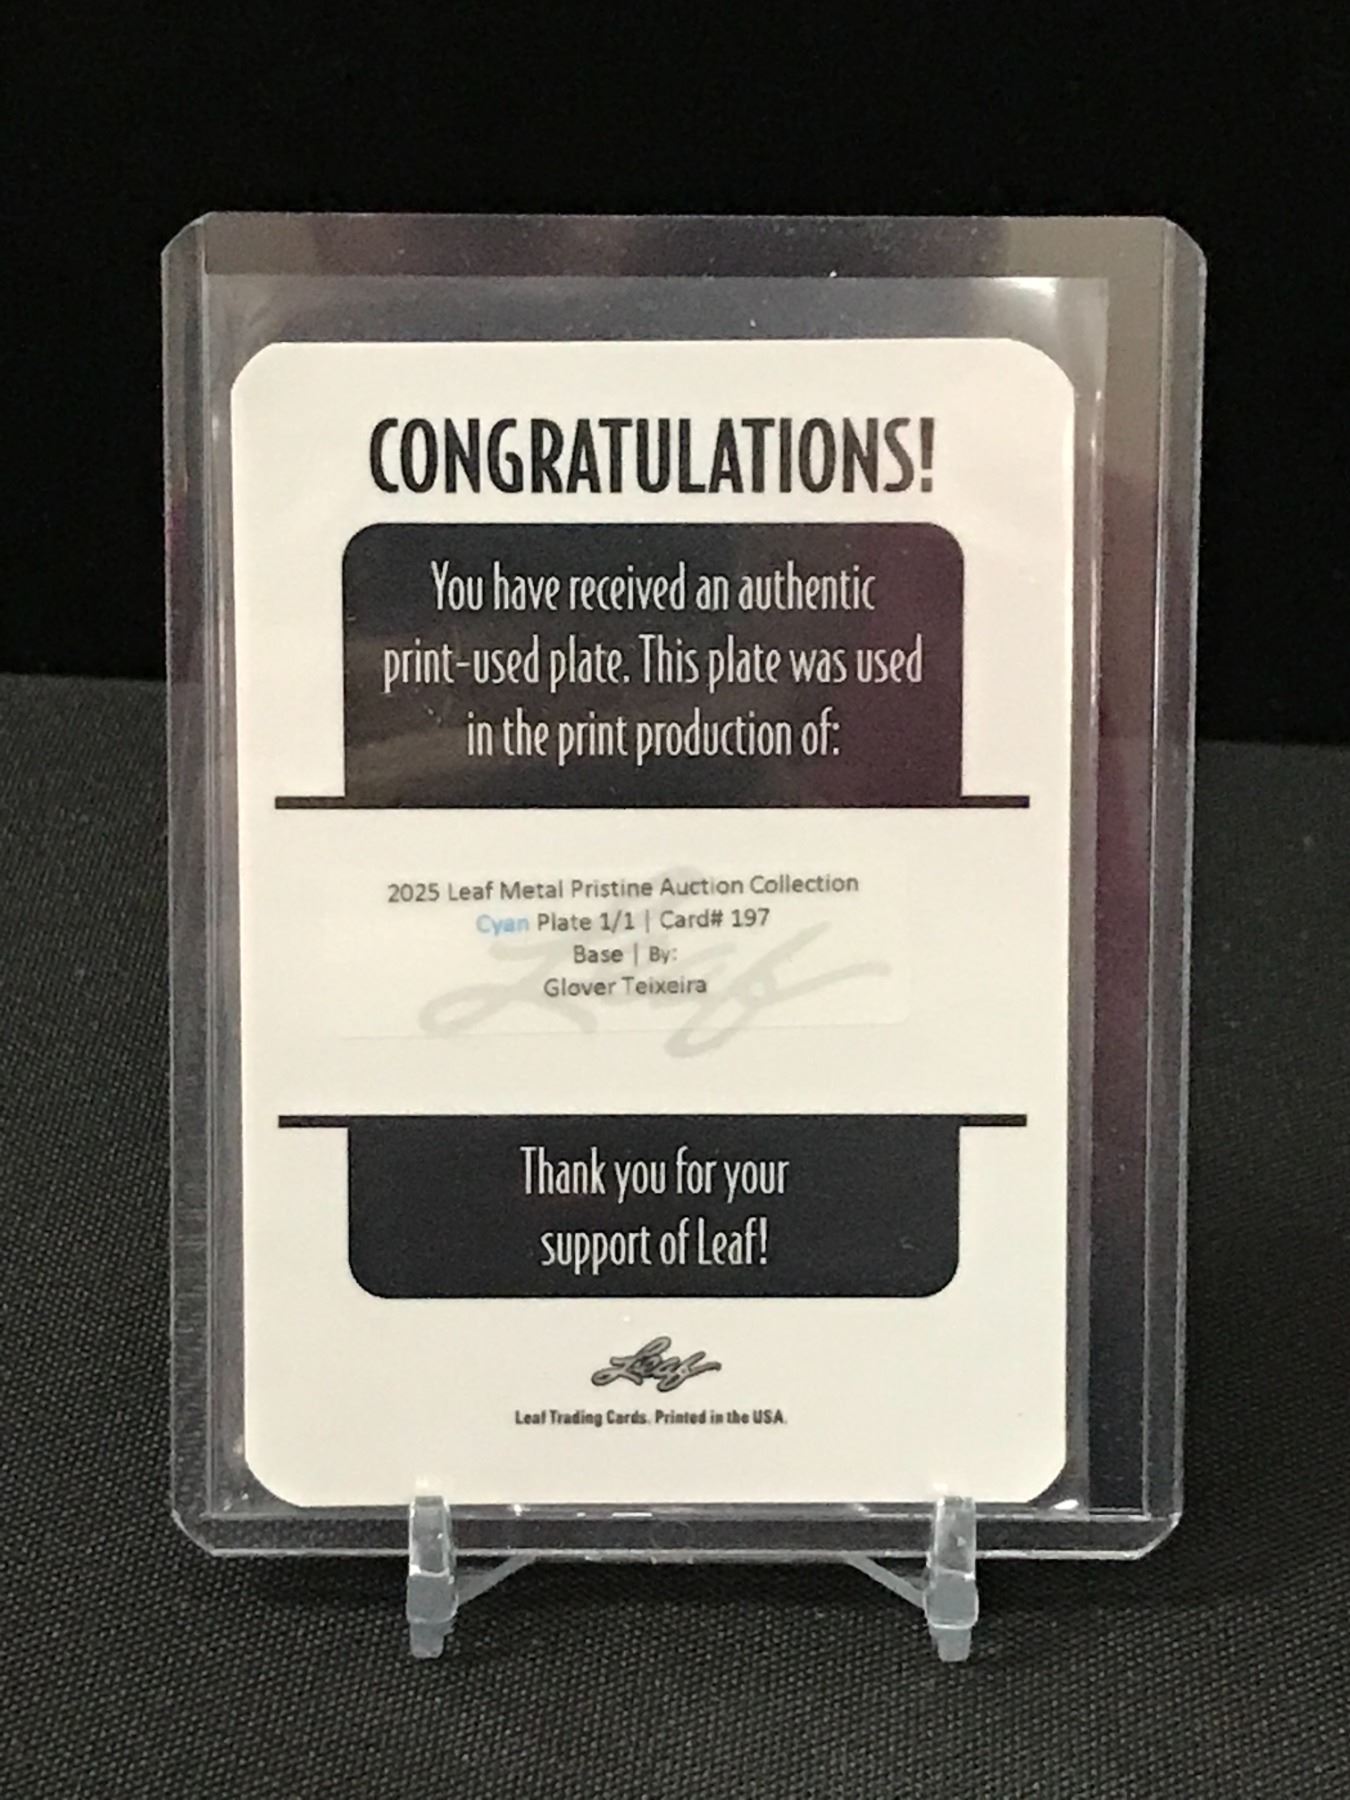 CONGRATULATIONS!
You have received an authentic
print-used plate. This plate was used
in the print production of:
2025 Leaf Metal Pristine Auction Collection
Cyan Plate 1/1 | Card# 197
Base | By:
Glover Teixeira
Leaf
Thank you for your
support of Leaf!
Leaf
Leaf Trading Cards. Printed in the USA.